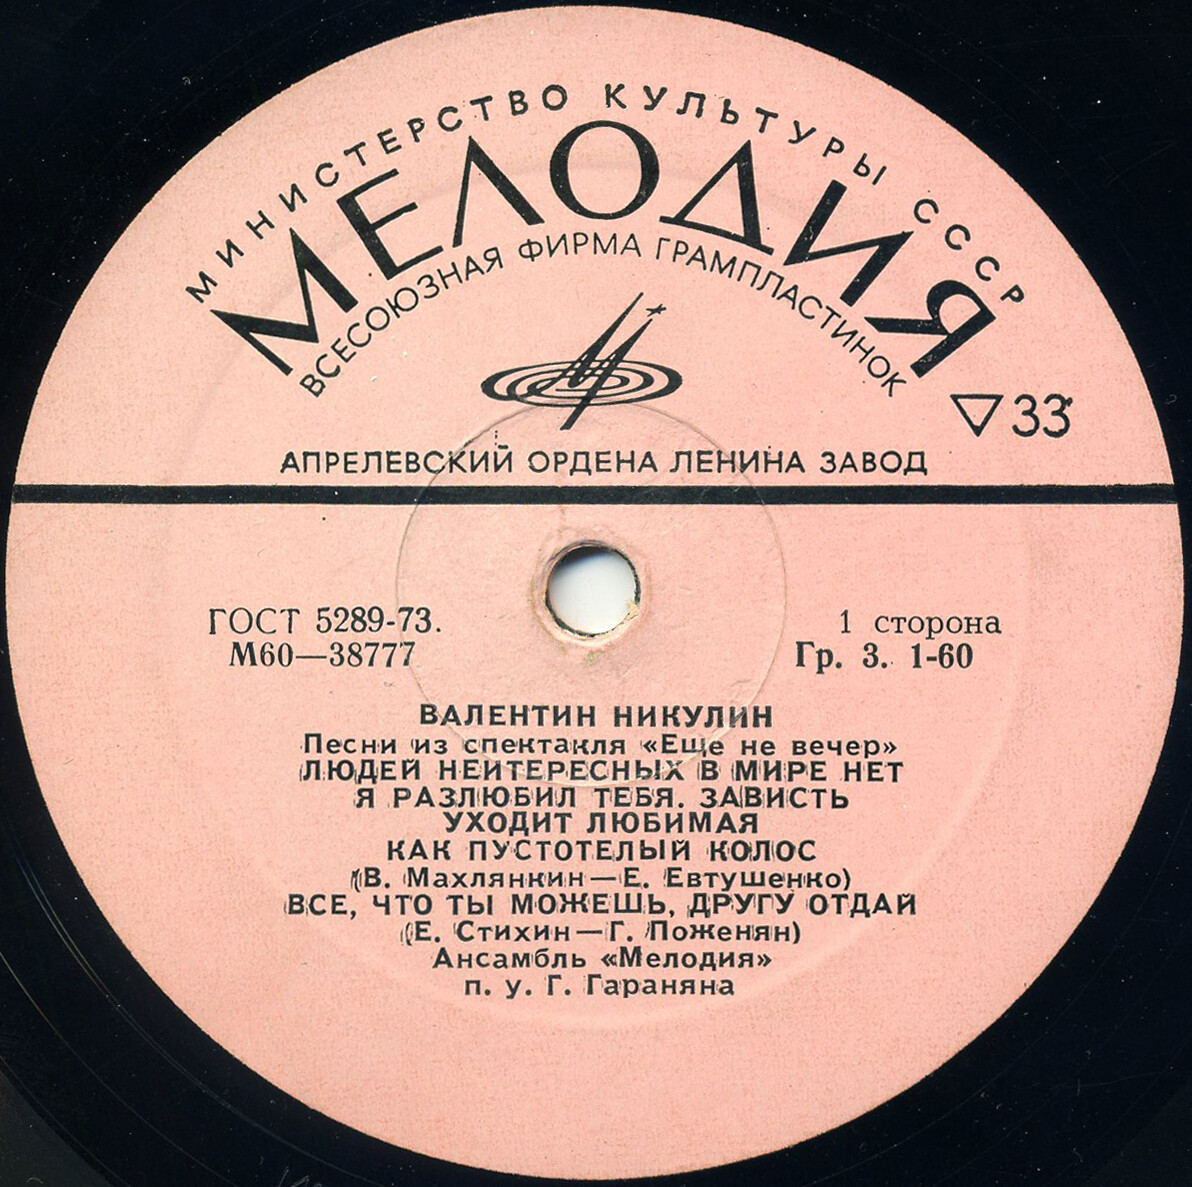 МИНИСТЕРСТВО КУЛЬТУРЫ СССР
МЕЛОДИЯ
ВСЕСОЮЗНАЯ ФИРМА ГРАМПЛАСТИНОК
33
АПРЕЛЕВСКИЙ ОРДЕНА ЛЕНИНА ЗАВОД
ГОСТ 5289-73.
М60—38777
1 сторона
Гр. 3. 1-60
ВАЛЕНТИН НИКУЛИН
Песни из спектакля «Еще не вечер»
ЛЮДЕЙ НЕИТЕРЕСНЫХ В МИРЕ НЕТ
Я РАЗЛЮБИЛ ТЕБЯ. ЗАВИСТЬ
УХОДИТ ЛЮБИМАЯ
КАК ПУСТОТЕЛЫЙ КОЛОС
(В. Махлянкин—Е. Евтушенко)
ВСЕ, ЧТО ТЫ МОЖЕШЬ, ДРУГУ ОТДАЙ
(Е. Стихин—Г. Поженян)
Ансамбль «Мелодия»
п. у. Г. Гараняна